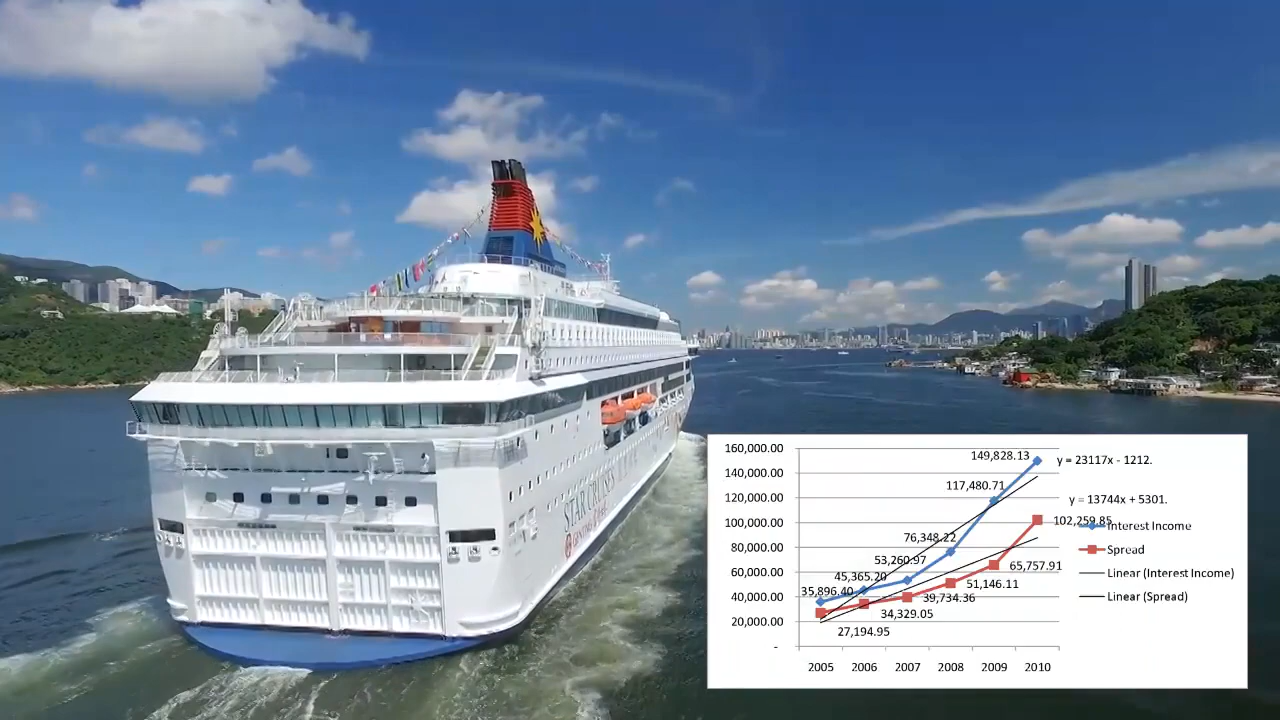 STAR CRUISES
160,000.00
140,000.00
120,000.00
100,000.00
80,000.00
60,000.00
40,000.00
20,000.00
-
149,828.13
117,480.71
76,348.22
53,260.97
45,365.20
35,896.40
102,259.85
65,757.91
51,146.11
39,734.36
34,329.05
27,194.95
y = 23117x - 1212.
y = 13744x + 5301.
Interest Income
Spread
Linear (Interest Income)
Linear (Spread)
2005 2006 2007 2008 2009 2010